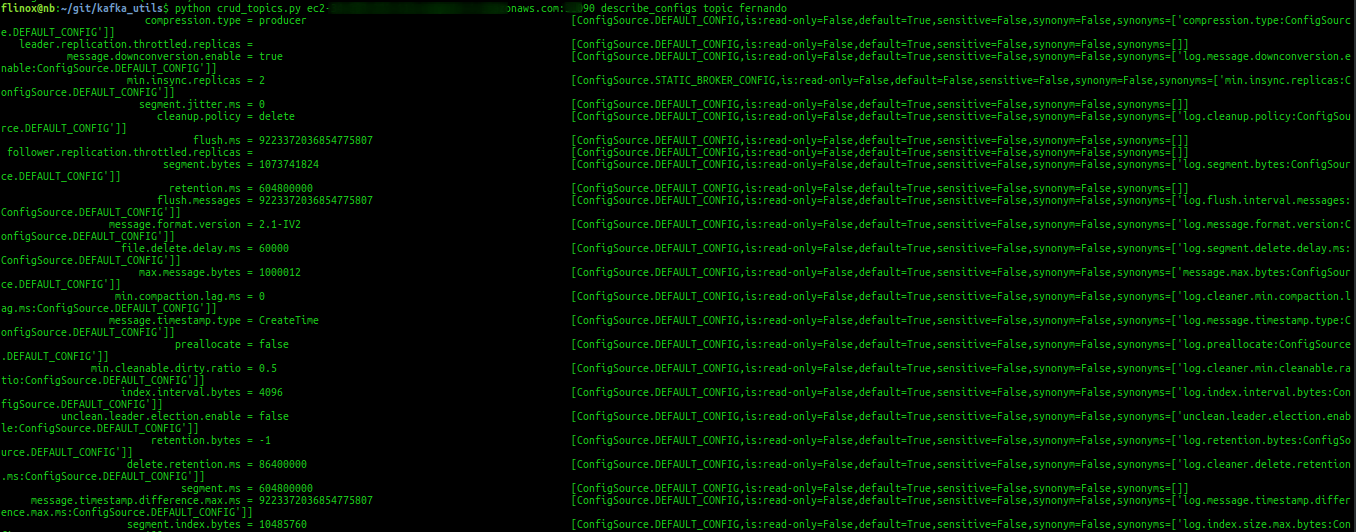 flinox@nb:~/git/kafka_utils$ python crud_topics.py ec2- onaws.com: 90 describe_configs topic fernando
compression.type = producer [ConfigSource.DEFAULT_CONFIG,is:read-only=False,default=True,sensitive=False,synonym=False,synonyms=['compression.type:ConfigSourc
e.DEFAULT_CONFIG']]
leader.replication.throttled.replicas = [ConfigSource.DEFAULT_CONFIG,is:read-only=False,default=True,sensitive=False,synonym=False,synonyms=[]]
message.downconversion.enable = true [ConfigSource.DEFAULT_CONFIG,is:read-only=False,default=True,sensitive=False,synonym=False,synonyms=['log.message.downconversion.e
nable:ConfigSource.DEFAULT_CONFIG']]
min.insync.replicas = 2 [ConfigSource.STATIC_BROKER_CONFIG,is:read-only=False,default=False,sensitive=False,synonym=False,synonyms=['min.insync.replicas:C
onfigSource.DEFAULT_CONFIG']]
segment.jitter.ms = 0 [ConfigSource.DEFAULT_CONFIG,is:read-only=False,default=True,sensitive=False,synonym=False,synonyms=[]]
cleanup.policy = delete [ConfigSource.DEFAULT_CONFIG,is:read-only=False,default=True,sensitive=False,synonym=False,synonyms=['log.cleanup.policy:ConfigSou
rce.DEFAULT_CONFIG']]
flush.ms = 9223372036854775807 [ConfigSource.DEFAULT_CONFIG,is:read-only=False,default=True,sensitive=False,synonym=False,synonyms=[]]
follower.replication.throttled.replicas = [ConfigSource.DEFAULT_CONFIG,is:read-only=False,default=True,sensitive=False,synonym=False,synonyms=[]]
segment.bytes = 1073741824 [ConfigSource.DEFAULT_CONFIG,is:read-only=False,default=True,sensitive=False,synonym=False,synonyms=['log.segment.bytes:ConfigSour
ce.DEFAULT_CONFIG']]
retention.ms = 604800000 [ConfigSource.DEFAULT_CONFIG,is:read-only=False,default=True,sensitive=False,synonym=False,synonyms=[]]
flush.messages = 9223372036854775807 [ConfigSource.DEFAULT_CONFIG,is:read-only=False,default=True,sensitive=False,synonym=False,synonyms=['log.flush.interval.messages:
ConfigSource.DEFAULT_CONFIG']]
message.format.version = 2.1-IV2 [ConfigSource.DEFAULT_CONFIG,is:read-only=False,default=True,sensitive=False,synonym=False,synonyms=['log.message.format.version:C
onfigSource.DEFAULT_CONFIG']]
file.delete.delay.ms = 60000 [ConfigSource.DEFAULT_CONFIG,is:read-only=False,default=True,sensitive=False,synonym=False,synonyms=['log.segment.delete.delay.ms:
ConfigSource.DEFAULT_CONFIG']]
max.message.bytes = 1000012 [ConfigSource.DEFAULT_CONFIG,is:read-only=False,default=True,sensitive=False,synonym=False,synonyms=['message.max.bytes:ConfigSour
ce.DEFAULT_CONFIG']]
min.compaction.lag.ms = 0 [ConfigSource.DEFAULT_CONFIG,is:read-only=False,default=True,sensitive=False,synonym=False,synonyms=['log.cleaner.min.compaction.l
ag.ms:ConfigSource.DEFAULT_CONFIG']]
message.timestamp.type = CreateTime [ConfigSource.DEFAULT_CONFIG,is:read-only=False,default=True,sensitive=False,synonym=False,synonyms=['log.message.timestamp.type:C
onfigSource.DEFAULT_CONFIG']]
preallocate = false [ConfigSource.DEFAULT_CONFIG,is:read-only=False,default=True,sensitive=False,synonym=False,synonyms=['log.preallocate:ConfigSource
.DEFAULT_CONFIG']]
min.cleanable.dirty.ratio = 0.5 [ConfigSource.DEFAULT_CONFIG,is:read-only=False,default=True,sensitive=False,synonym=False,synonyms=['log.cleaner.min.cleanable.ra
tio:ConfigSource.DEFAULT_CONFIG']]
index.interval.bytes = 4096 [ConfigSource.DEFAULT_CONFIG,is:read-only=False,default=True,sensitive=False,synonym=False,synonyms=['log.index.interval.bytes:Con
figSource.DEFAULT_CONFIG']]
unclean.leader.election.enable = false [ConfigSource.DEFAULT_CONFIG,is:read-only=False,default=True,sensitive=False,synonym=False,synonyms=['unclean.leader.election.enab
le:ConfigSource.DEFAULT_CONFIG']]
retention.bytes = -1 [ConfigSource.DEFAULT_CONFIG,is:read-only=False,default=True,sensitive=False,synonym=False,synonyms=['log.retention.bytes:ConfigSo
urce.DEFAULT_CONFIG']]
delete.retention.ms = 86400000 [ConfigSource.DEFAULT_CONFIG,is:read-only=False,default=True,sensitive=False,synonym=False,synonyms=['log.cleaner.delete.retention
.ms:ConfigSource.DEFAULT_CONFIG']]
segment.ms = 604800000 [ConfigSource.DEFAULT_CONFIG,is:read-only=False,default=True,sensitive=False,synonym=False,synonyms=[]]
message.timestamp.difference.max.ms = 9223372036854775807 [ConfigSource.DEFAULT_CONFIG,is:read-only=False,default=True,sensitive=False,synonym=False,synonyms=['log.message.timestamp.differ
ence.max.ms:ConfigSource.DEFAULT_CONFIG']]
segment.index.bytes = 10485760 [ConfigSource.DEFAULT_CONFIG,is:read-only=False,default=True,sensitive=False,synonym=False,synonyms=['log.index.size.max.bytes:Con